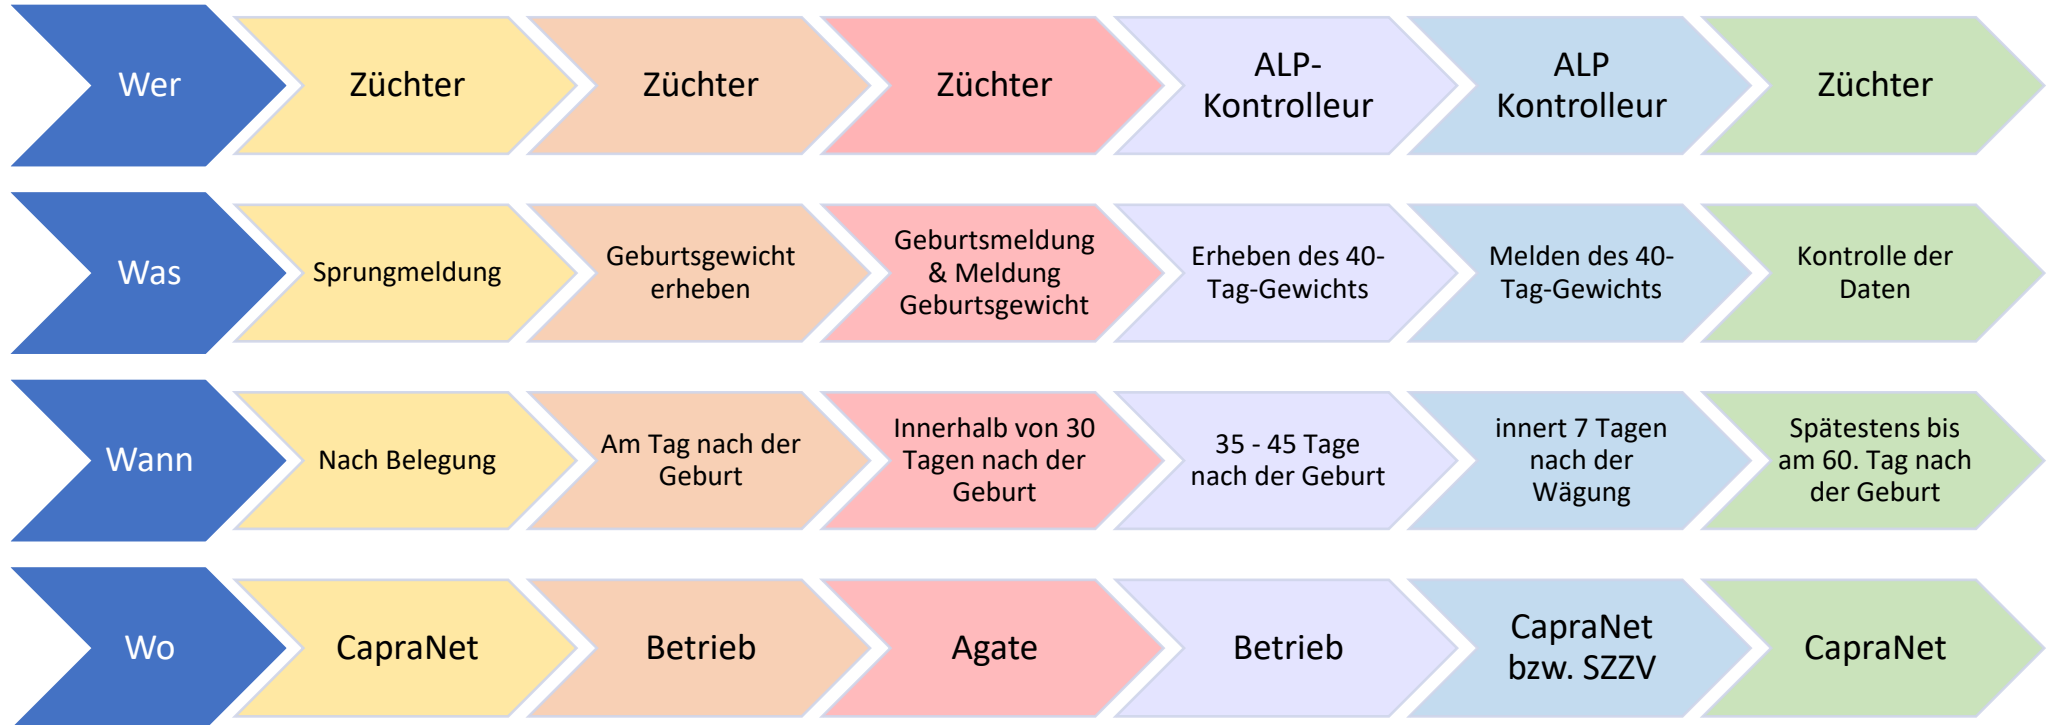 Wer
Züchter
Züchter
Züchter
ALP-
Kontrolleur
ALP
Kontrolleur
Züchter
Was
Sprungmeldung
Geburtsgewicht
erheben
Geburtsmeldung
& Meldung
Geburtsgewicht
Erheben des 40-
Tag-Gewichts
Melden des 40-
Tag-Gewichts
Kontrolle der
Daten
Wann
Nach Belegung
Am Tag nach der
Geburt
Innerhalb von 30
Tagen nach der
Geburt
35 - 45 Tage
nach der Geburt
innert 7 Tagen
nach der
Wägung
Spätestens bis
am 60. Tag nach
der Geburt
Wo
CapraNet
Betrieb
Agate
Betrieb
CapraNet
bzw. SZZV
CapraNet